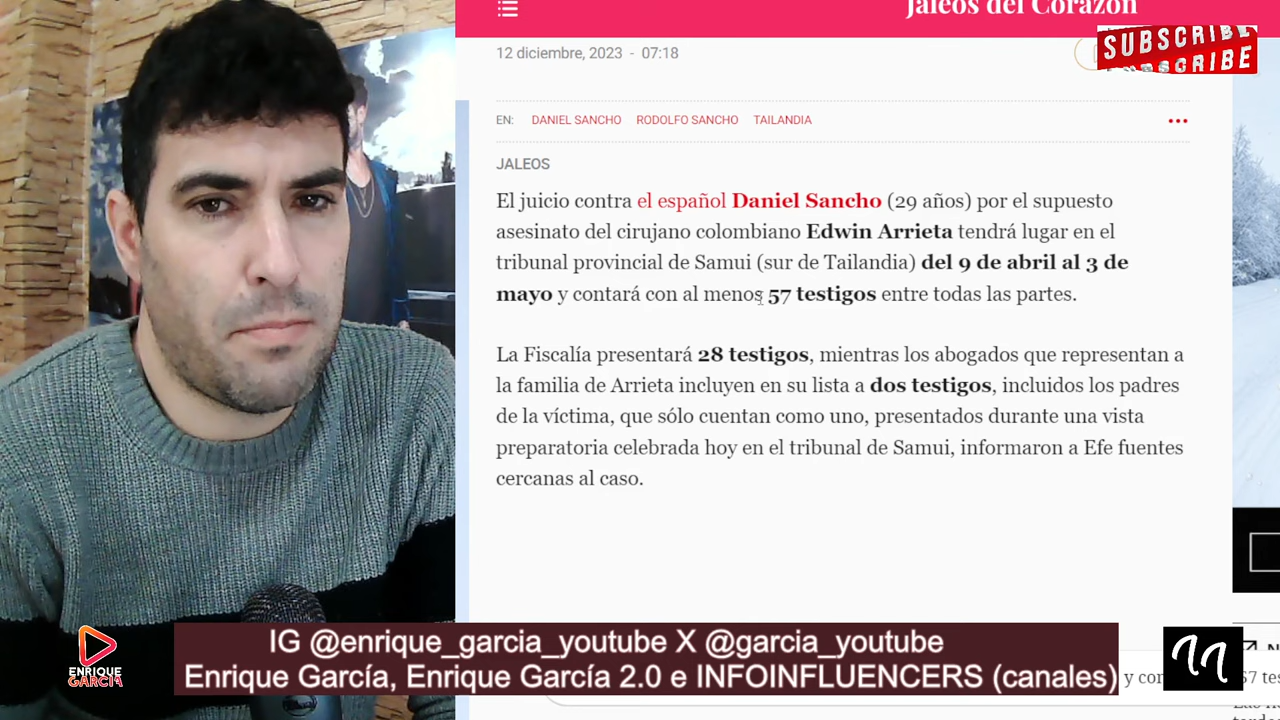 Jaleos del Corazón
SUBSCRIBE
SUBSCRIBE
12 diciembre, 2023 - 07:18
EN: DANIEL SANCHO RODOLFO SANCHO TAILANDIA
JALEOS
El juicio contra el español Daniel Sancho (29 años) por el supuesto
asesinato del cirujano colombiano Edwin Arrieta tendrá lugar en el
tribunal provincial de Samui (sur de Tailandia) del 9 de abril al 3 de
mayo y contará con al menos 57 testigos entre todas las partes.
La Fiscalía presentará 28 testigos, mientras los abogados que representan a
la familia de Arrieta incluyen en su lista a dos testigos, incluidos los padres
de la víctima, que sólo cuentan como uno, presentados durante una vista
preparatoria celebrada hoy en el tribunal de Samui, informaron a Efe fuentes
cercanas al caso.
IG @enrique_garcia_youtube X @garcia_youtube
Enrique García, Enrique García 2.0 e INFOINFLUENCERS (canales)
ENRIQUE
GARCÍA